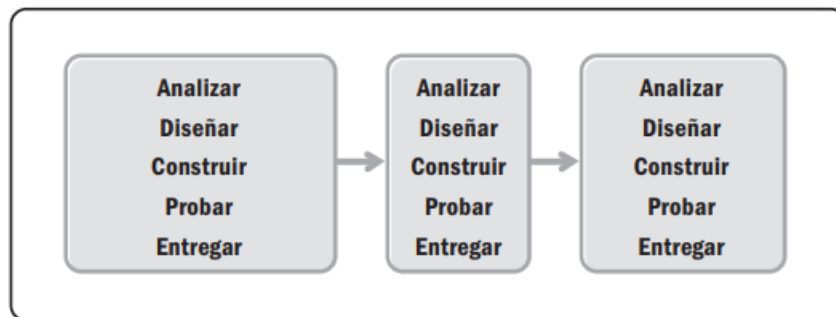 Analizar
Diseñar
Construir
Probar
Entregar
Analizar
Diseñar
Construir
Probar
Entregar
Analizar
Diseñar
Construir
Probar
Entregar